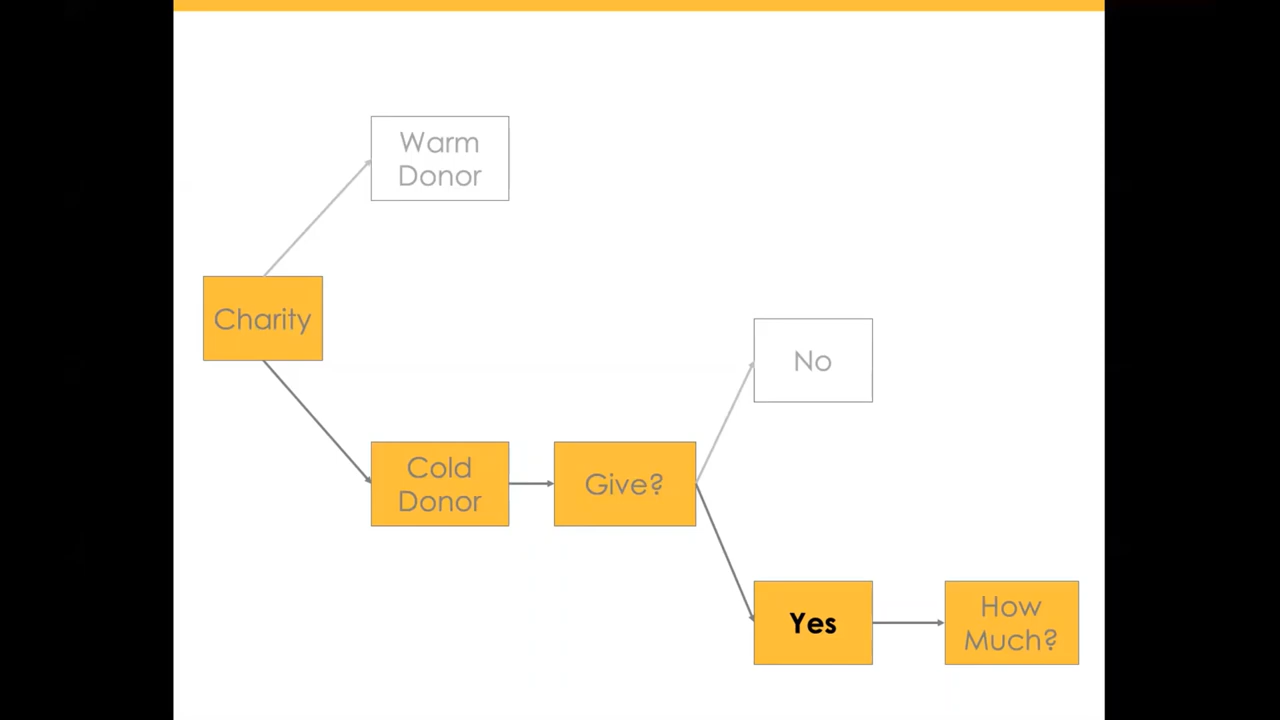 Warm
Donor
Charity
No
Cold
Donor
Give?
Yes
How
Much?